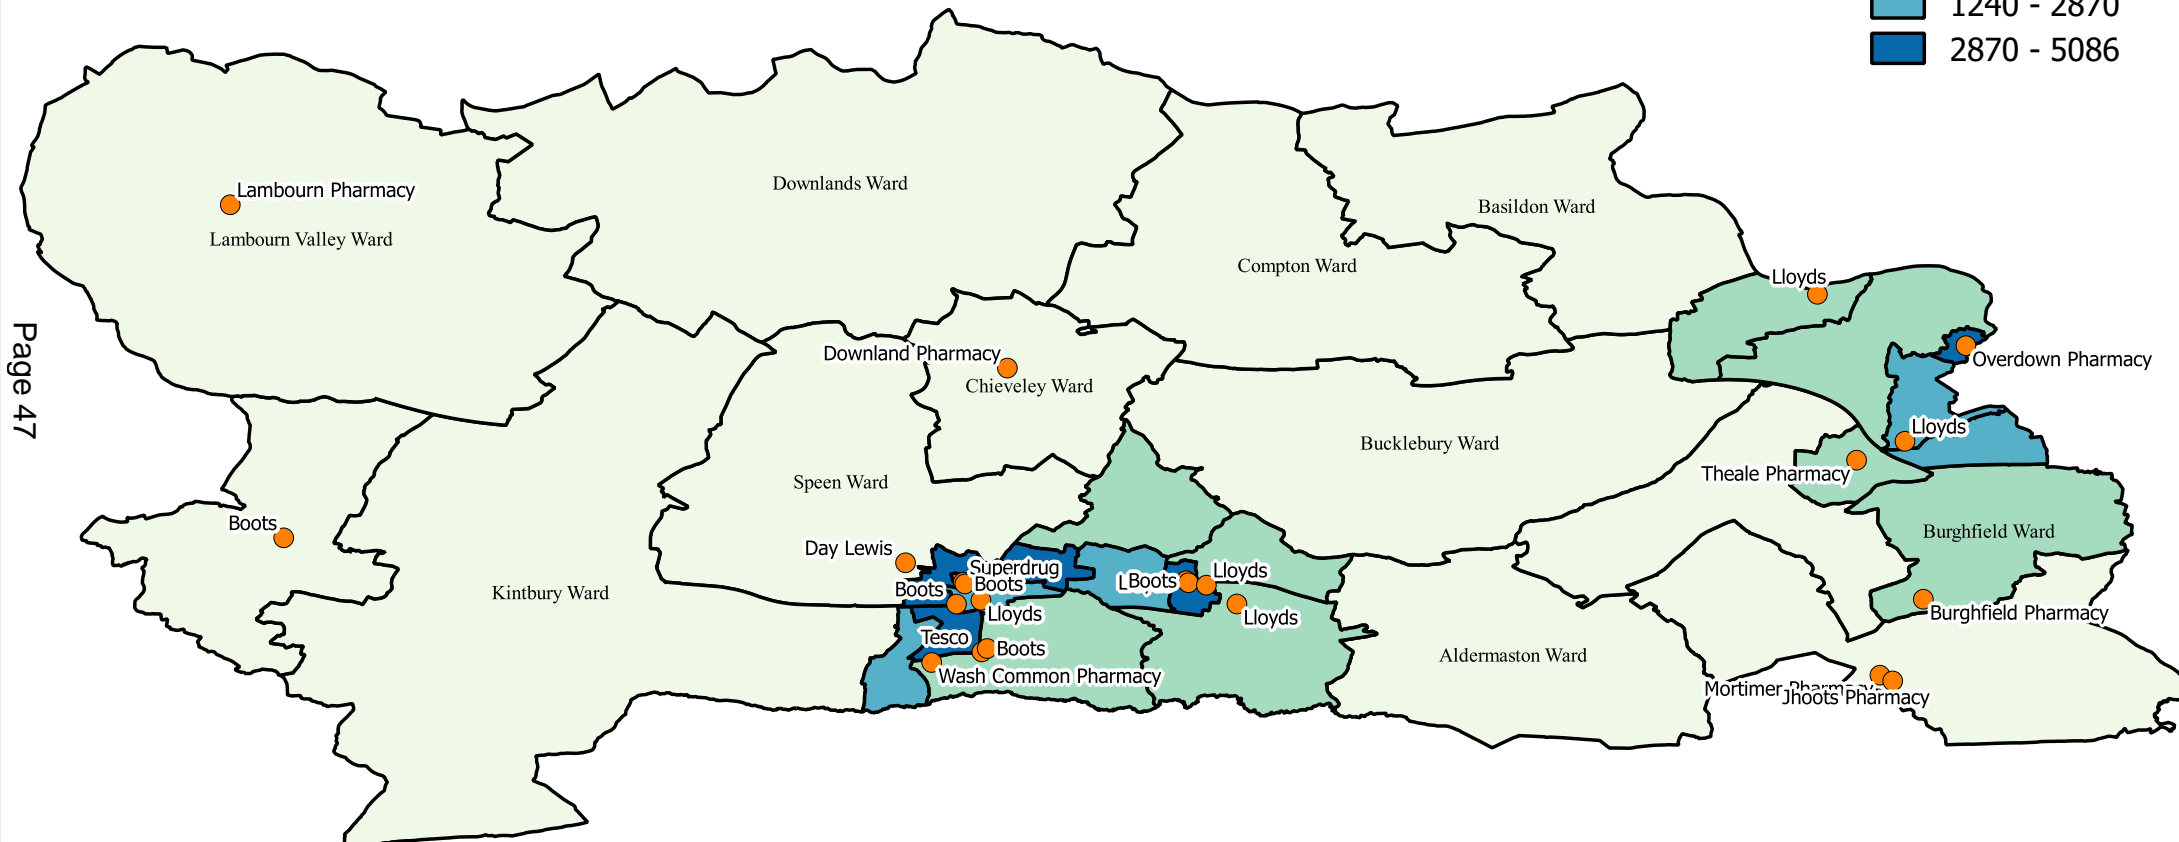 1240 - 2870
2870 - 5086
Lambourn Pharmacy
Lambourn Valley Ward
Downlands Ward
Basildon Ward
Compton Ward
Lloyds
Page 47
Downland Pharmacy
Chieveley Ward
Overdown Pharmacy
Lloyds
Bucklebury Ward
Theale Pharmacy
Speen Ward
Boots
Burghfield Ward
Day Lewis
Superdrug
Boots
Boots
Boots
Lloyds
Kintbury Ward
Lloyds
Lloyds
Burghfield Pharmacy
Tesco
Boots
Aldermaston Ward
Wash Common Pharmacy
Mortimer Pharmacy
Jhoots Pharmacy